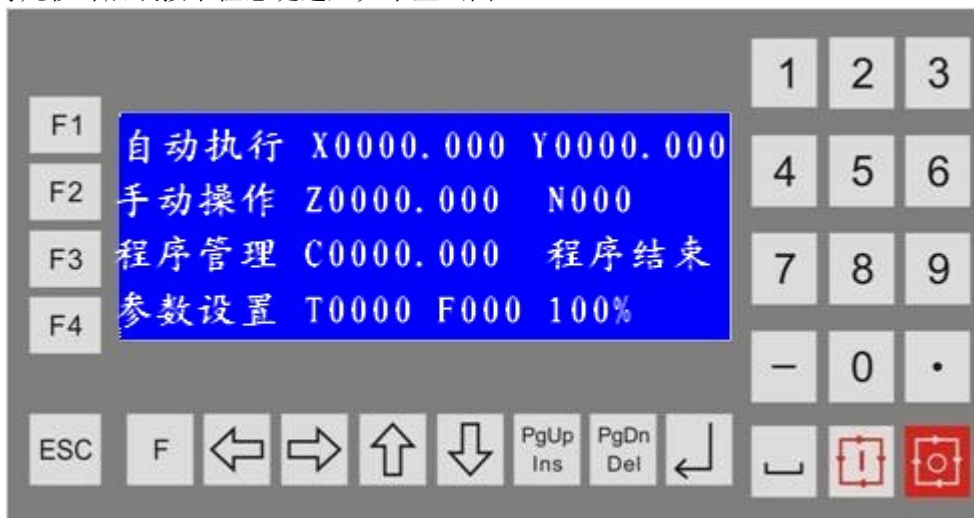 1 2 3
F1
自动执行 X0000.000 Y0000.000
4 5 6
F2
手动操作 Z0000.000 N000
F3
程序管理 C0000.000 程序结束
7 8 9
F4
参数设置 T0000 F000 100%
— 0 •
ESC F PgUp Ins PgDn Del